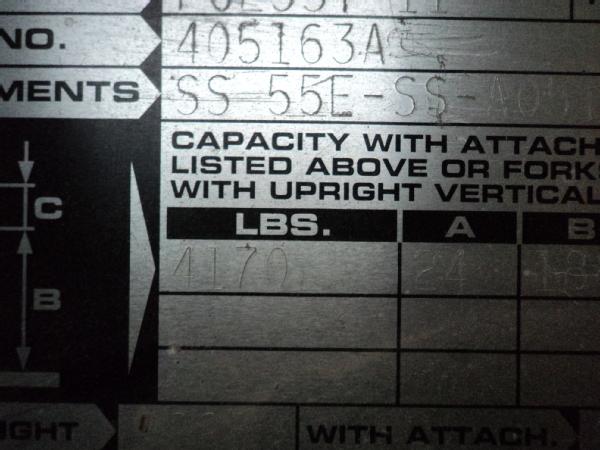 NO. 405163A
MENTS SS 55E-SS-
CAPACITY WITH ATTACH
LISTED ABOVE OR FORK
WITH UPRIGHT VERTICAL
LBS. A B
4170 24
C
B
GHT WITH ATTACH.